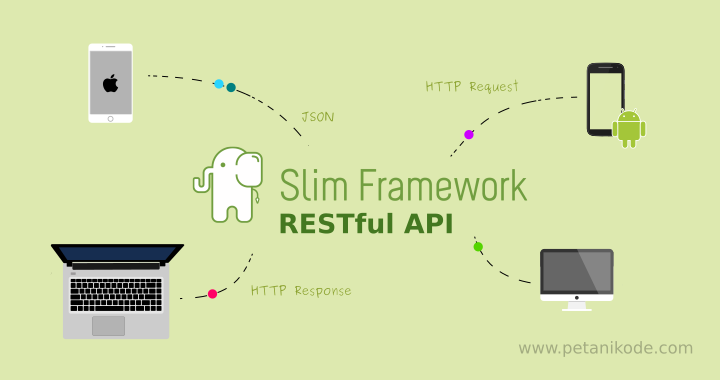 HTTP Request
JSON
Slim Framework
RESTful API
HTTP Response
www.petanikode.com